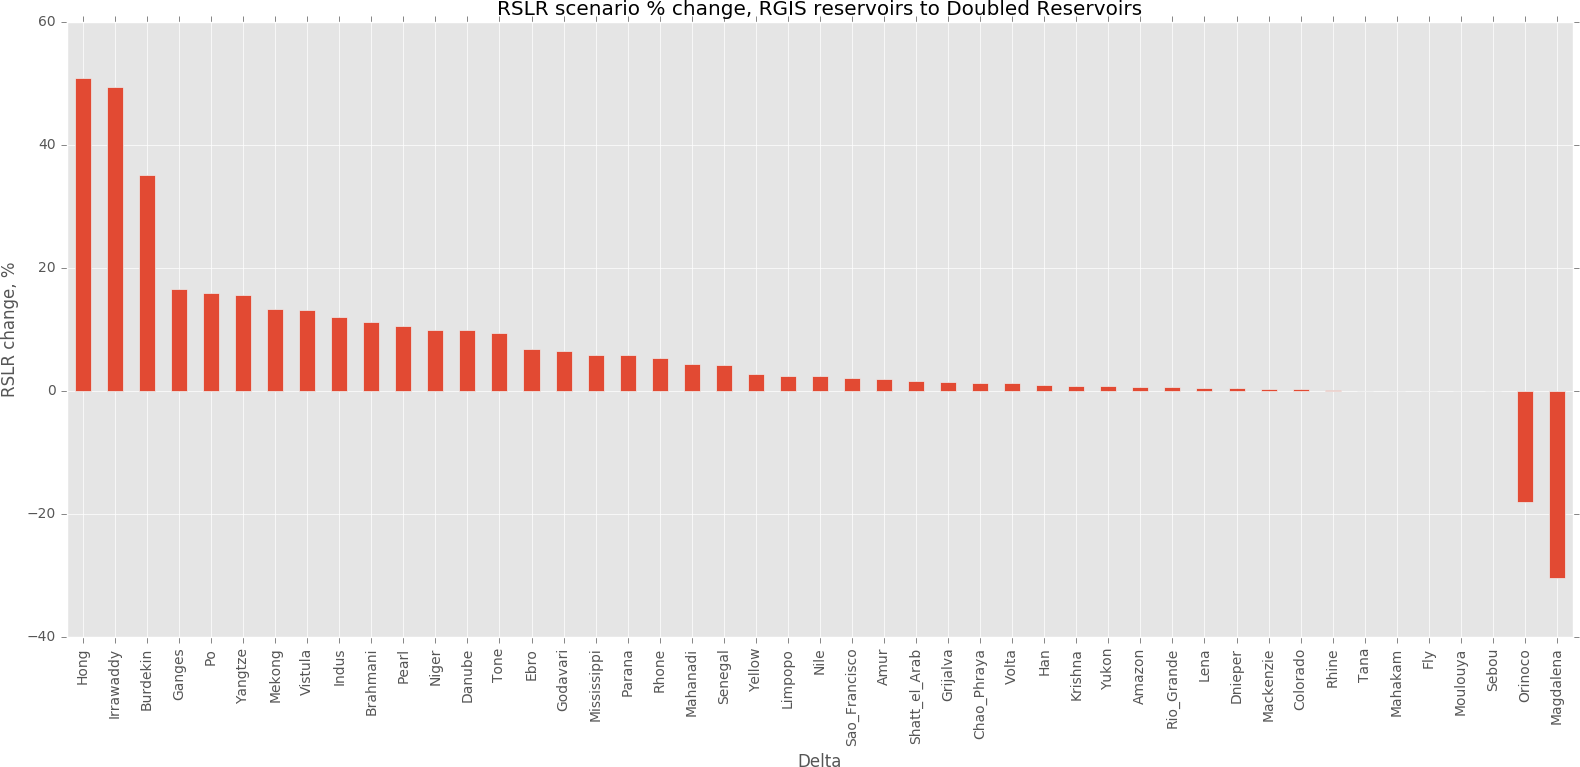 RSLR scenario % change, RGIS reservoirs to Doubled Reservoirs
RSLR change, %
60
40
20
0
−20
−40
Hong
Irrawaddy
Burdekin
Ganges
Po
Yangtze
Mekong
Vistula
Indus
Brahmani
Pearl
Niger
Danube
Tone
Ebro
Godavari
Mississippi
Parana
Rhone
Mahanadi
Senegal
Yellow
Limpopo
Nile
Sao_Francisco
Amur
Shatt_el_Arab
Grijalva
Chao_Phraya
Volta
Han
Krishna
Yukon
Amazon
Rio_Grande
Lena
Dnieper
Mackenzie
Colorado
Rhine
Tana
Mahakam
Fly
Moulouya
Sebou
Orinoco
Magdalena
Delta